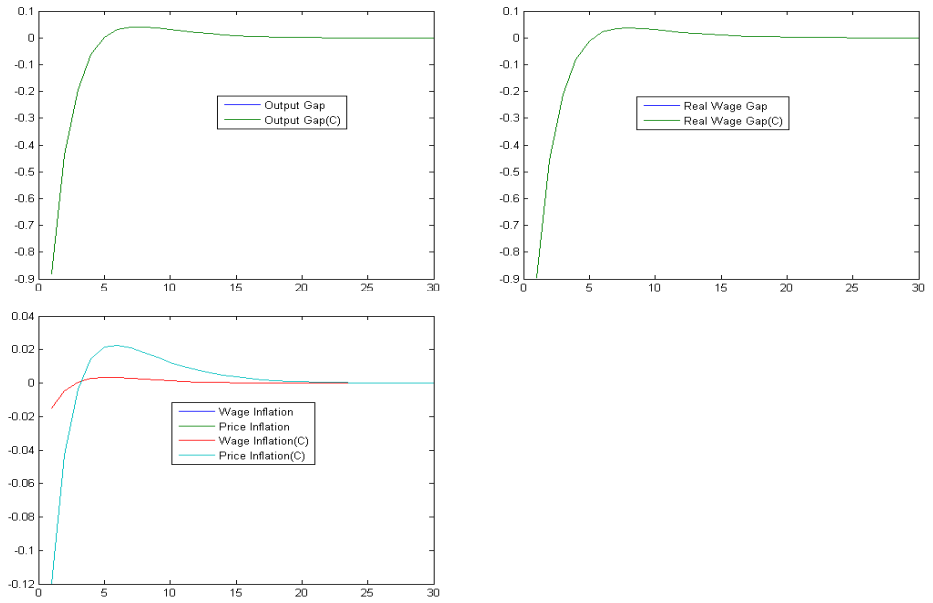 0.1
0
-0.1
-0.2
-0.3
-0.4
-0.5
-0.6
-0.7
-0.8
-0.9
0 5 10 15 20 25 30
Output Gap
Output Gap(C)
0.1
0
-0.1
-0.2
-0.3
-0.4
-0.5
-0.6
-0.7
-0.8
-0.9
0 5 10 15 20 25 30
Real Wage Gap
Real Wage Gap(C)
0.04
0.02
0
-0.02
-0.04
-0.06
-0.08
-0.1
-0.12
0 5 10 15 20 25 30
Wage Inflation
Price Inflation
Wage Inflation(C)
Price Inflation(C)